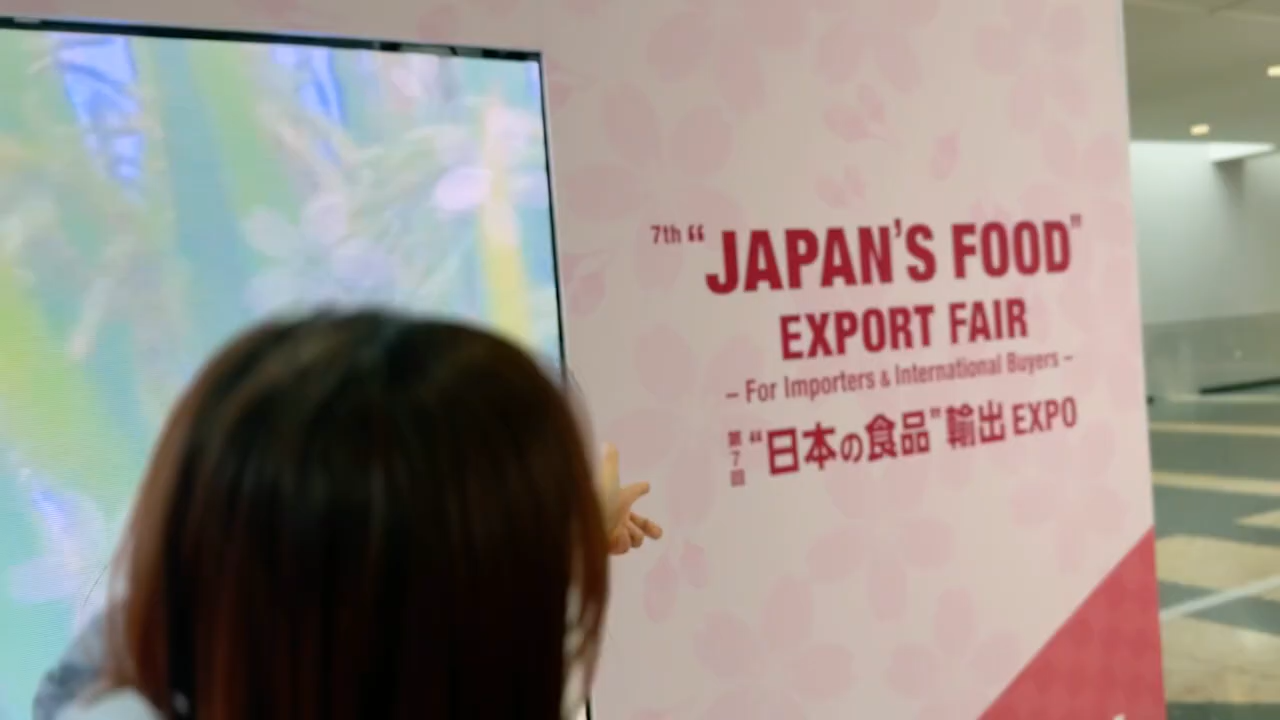 7th “JAPAN'S FOOD”
EXPORT FAIR
– For Importers & International Buyers –
第7回 “日本の食品” 輸出 EXPO